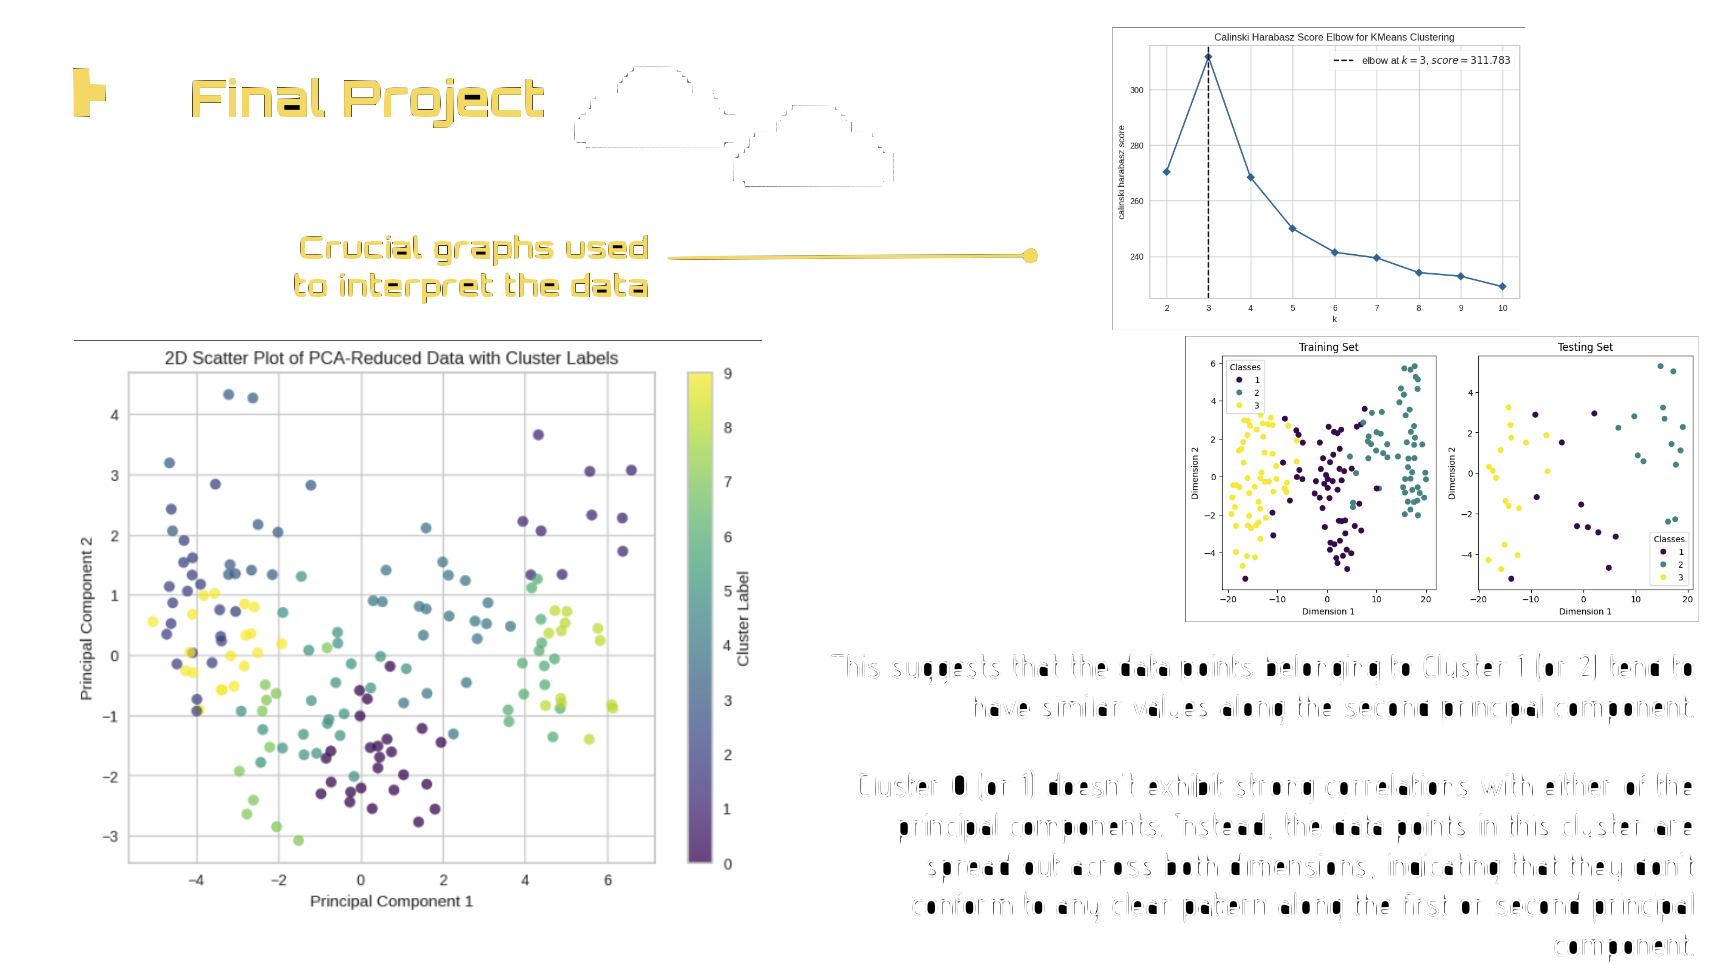 Final Project
Crucial graphs used
to interpret the data
Calinski Harabasz Score Elbow for KMeans Clustering
elbow at k = 3, score = 311.783
calinski harabasz score
300
280
260
240
2 3 4 5 6 7 8 9 10
k
2D Scatter Plot of PCA-Reduced Data with Cluster Labels
Principal Component 2
4
3
2
1
0
−1
−2
−3
−4 −2 0 2 4 6
Principal Component 1
9
8
7
6
5
4
3
2
1
0
Cluster Label
Training Set
Classes
1
2
3
Dimension 2
6
4
2
0
−2
−4
−20 −10 0 10 20
Dimension 1
Testing Set
Dimension 2
4
2
0
−2
−4
Classes
1
2
3
−20 −10 0 10 20
Dimension 1
This suggests that the data points belonging to Cluster 1 (or 2) tend to
have similar values along the second principal component.
Cluster 0 (or 1) doesn't exhibit strong correlations with either of the
principal components. Instead, the data points in this cluster are
spread out across both dimensions, indicating that they don't
conform to any clear pattern along the first or second principal
component.